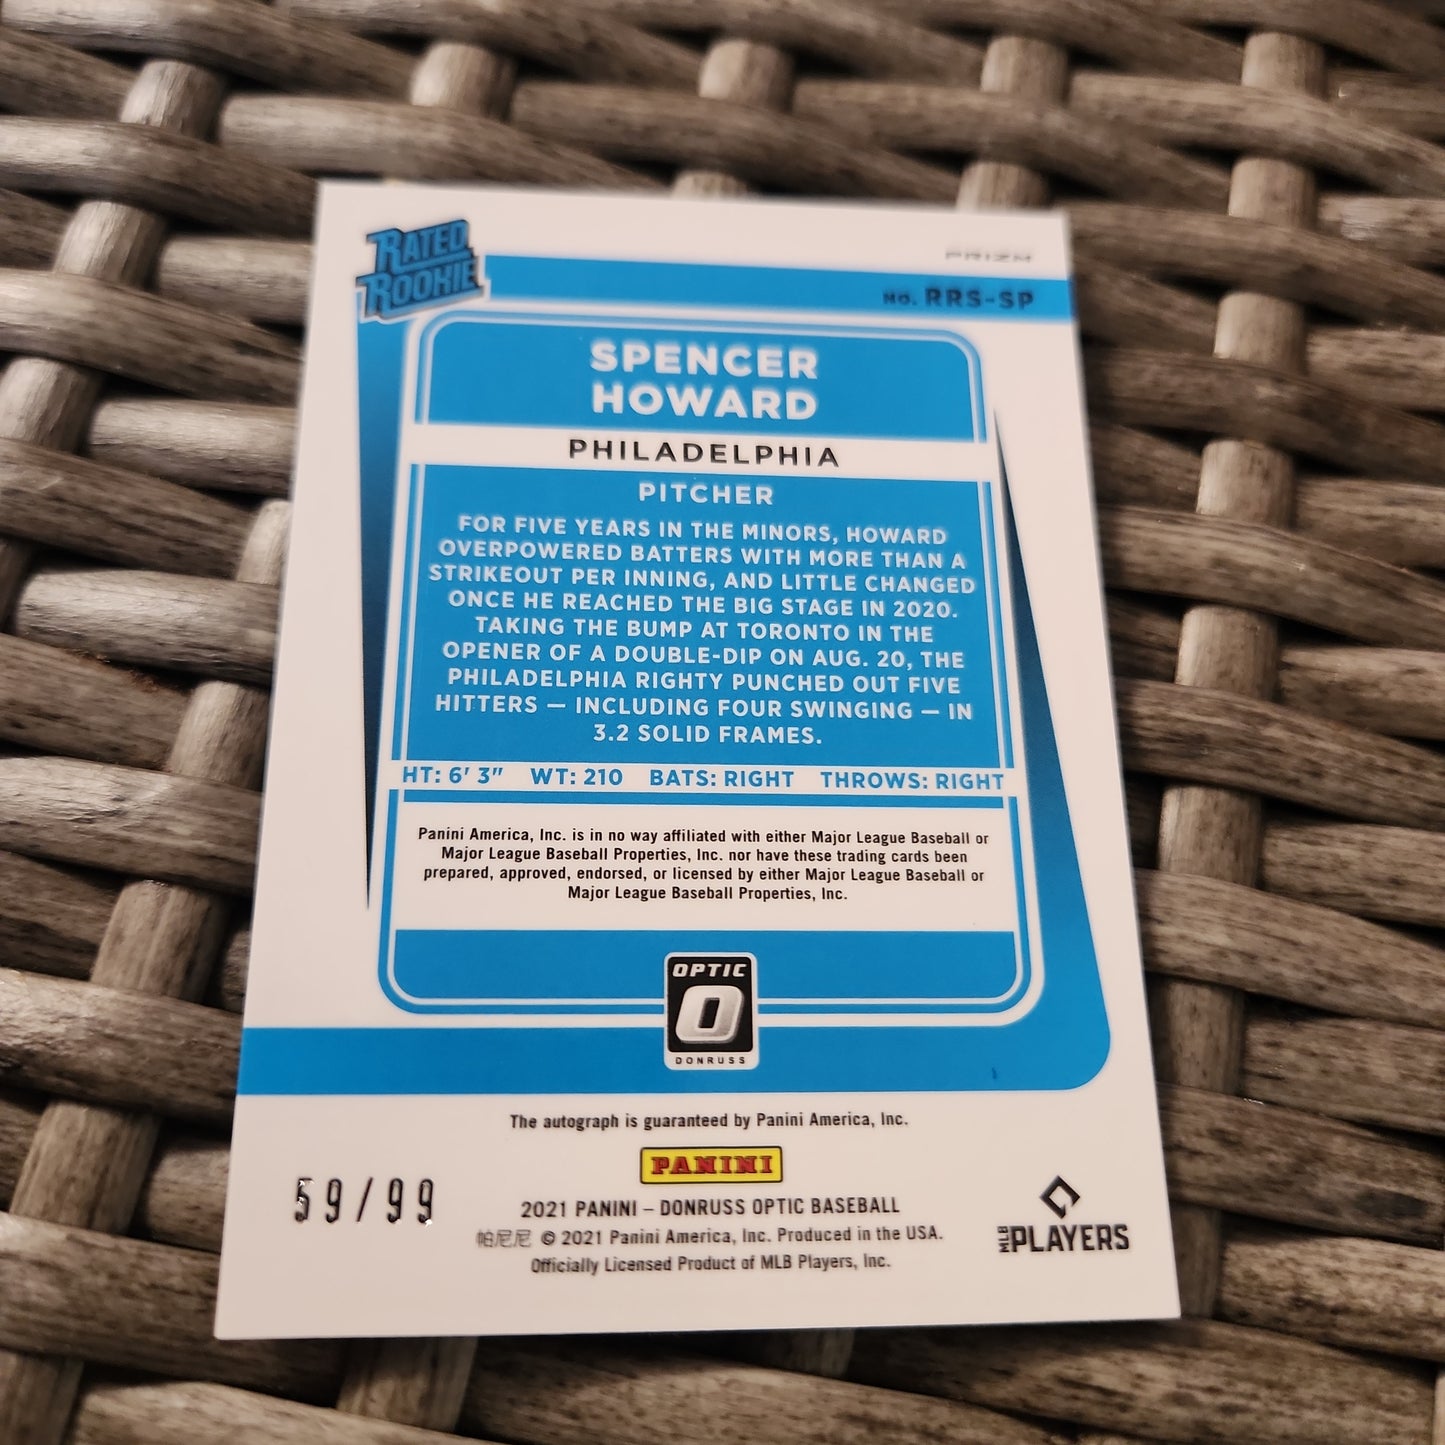 RATED
ROOKIE
PRIZM
NO. RRS-SP
SPENCER
HOWARD
PHILADELPHIA
PITCHER
FOR FIVE YEARS IN THE MINORS, HOWARD
OVERPOWERED BATTERS WITH MORE THAN A
STRIKEOUT PER INNING, AND LITTLE CHANGED
ONCE HE REACHED THE BIG STAGE IN 2020.
TAKING THE BUMP AT TORONTO IN THE
OPENER OF A DOUBLE-DIP ON AUG. 20, THE
PHILADELPHIA RIGHTY PUNCHED OUT FIVE
HITTERS — INCLUDING FOUR SWINGING — IN
3.2 SOLID FRAMES.
HT: 6' 3" WT: 210 BATS: RIGHT THROWS: RIGHT
Panini America, Inc. is in no way affiliated with either Major League Baseball or
Major League Baseball Properties, Inc. nor have these trading cards been
prepared, approved, endorsed, or licensed by either Major League Baseball or
Major League Baseball Properties, Inc.
OPTIC
O
DONRUSS
The autograph is guaranteed by Panini America, Inc.
PANINI
59/99
2021 PANINI – DONRUSS OPTIC BASEBALL
帕尼尼 © 2021 Panini America, Inc. Produced in the USA.
Officially Licensed Product of MLB Players, Inc.
MLB PLAYERS